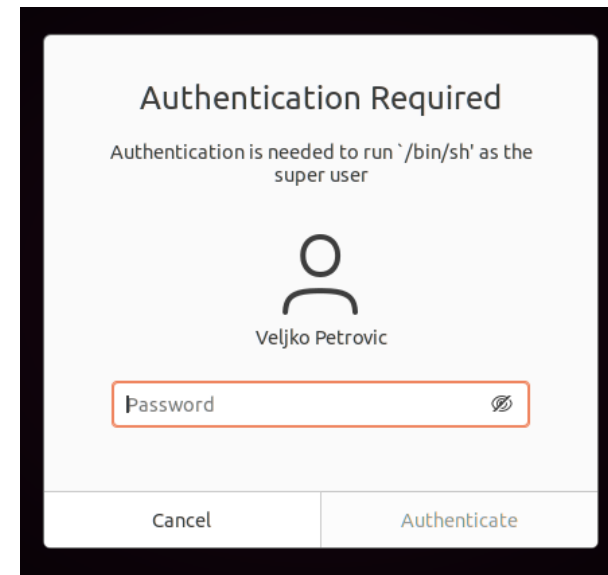 Authentication Required
Authentication is needed to run `/bin/sh' as the
super user
Veljko Petrovic
Password
Cancel
Authenticate